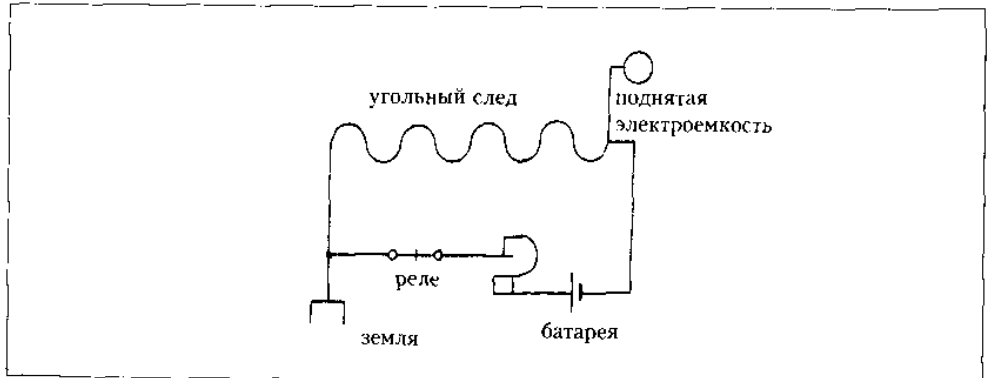 угольный след
поднятая
электроемкость
реле
батарея
земля